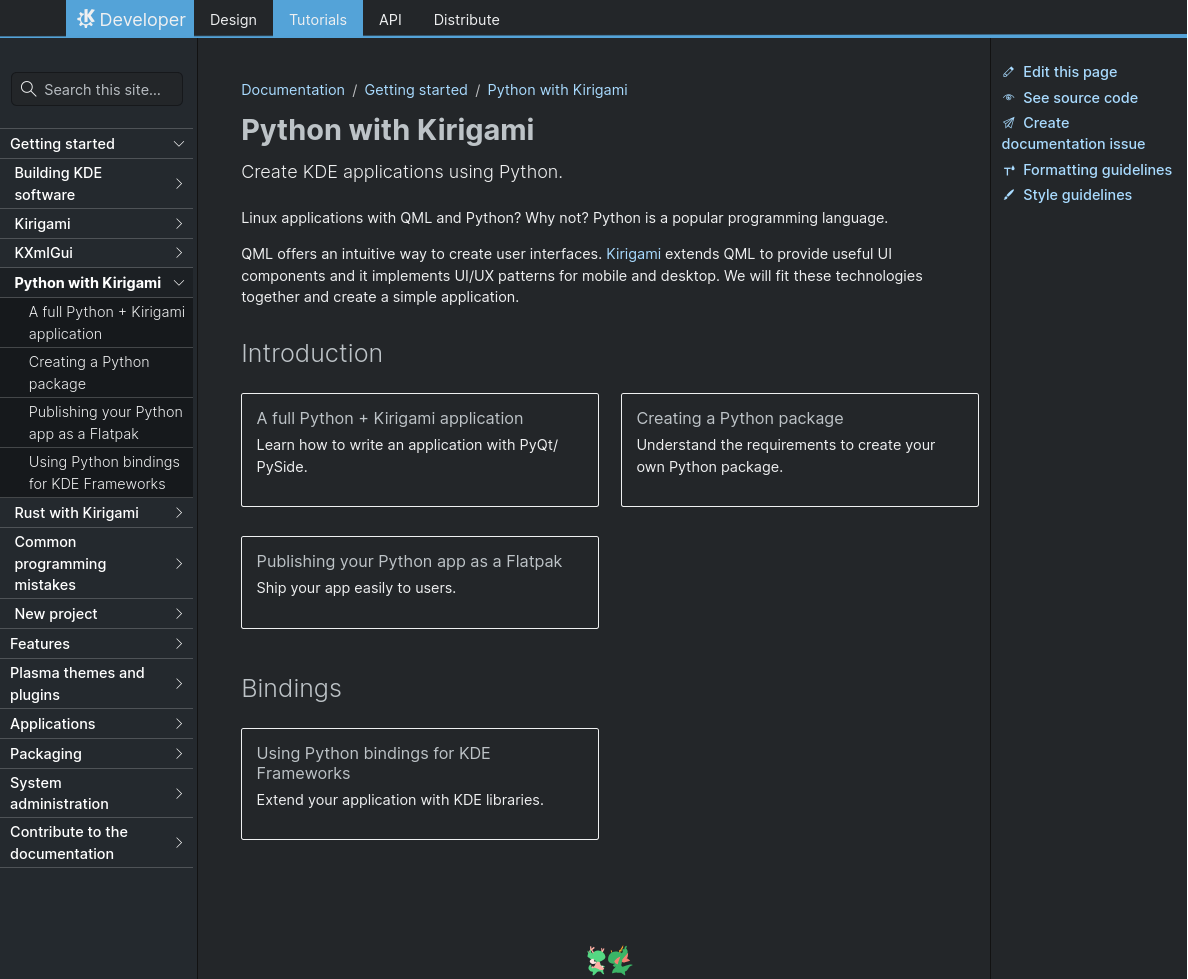 Developer
Design
Tutorials
API
Distribute
Search this site...
Getting started
Building KDE
software
Kirigami
KXmlGui
Python with Kirigami
A full Python + Kirigami
application
Creating a Python
package
Publishing your Python
app as a Flatpak
Using Python bindings
for KDE Frameworks
Rust with Kirigami
Common
programming
mistakes
New project
Features
Plasma themes and
plugins
Applications
Packaging
System
administration
Contribute to the
documentation
Documentation / Getting started / Python with Kirigami
Python with Kirigami
Create KDE applications using Python.
Linux applications with QML and Python? Why not? Python is a popular programming language.
QML offers an intuitive way to create user interfaces. Kirigami extends QML to provide useful UI
components and it implements UI/UX patterns for mobile and desktop. We will fit these technologies
together and create a simple application.
Introduction
A full Python + Kirigami application
Learn how to write an application with PyQt/
PySide.
Creating a Python package
Understand the requirements to create your
own Python package.
Publishing your Python app as a Flatpak
Ship your app easily to users.
Bindings
Using Python bindings for KDE
Frameworks
Extend your application with KDE libraries.
Edit this page
See source code
Create
documentation issue
Formatting guidelines
Style guidelines